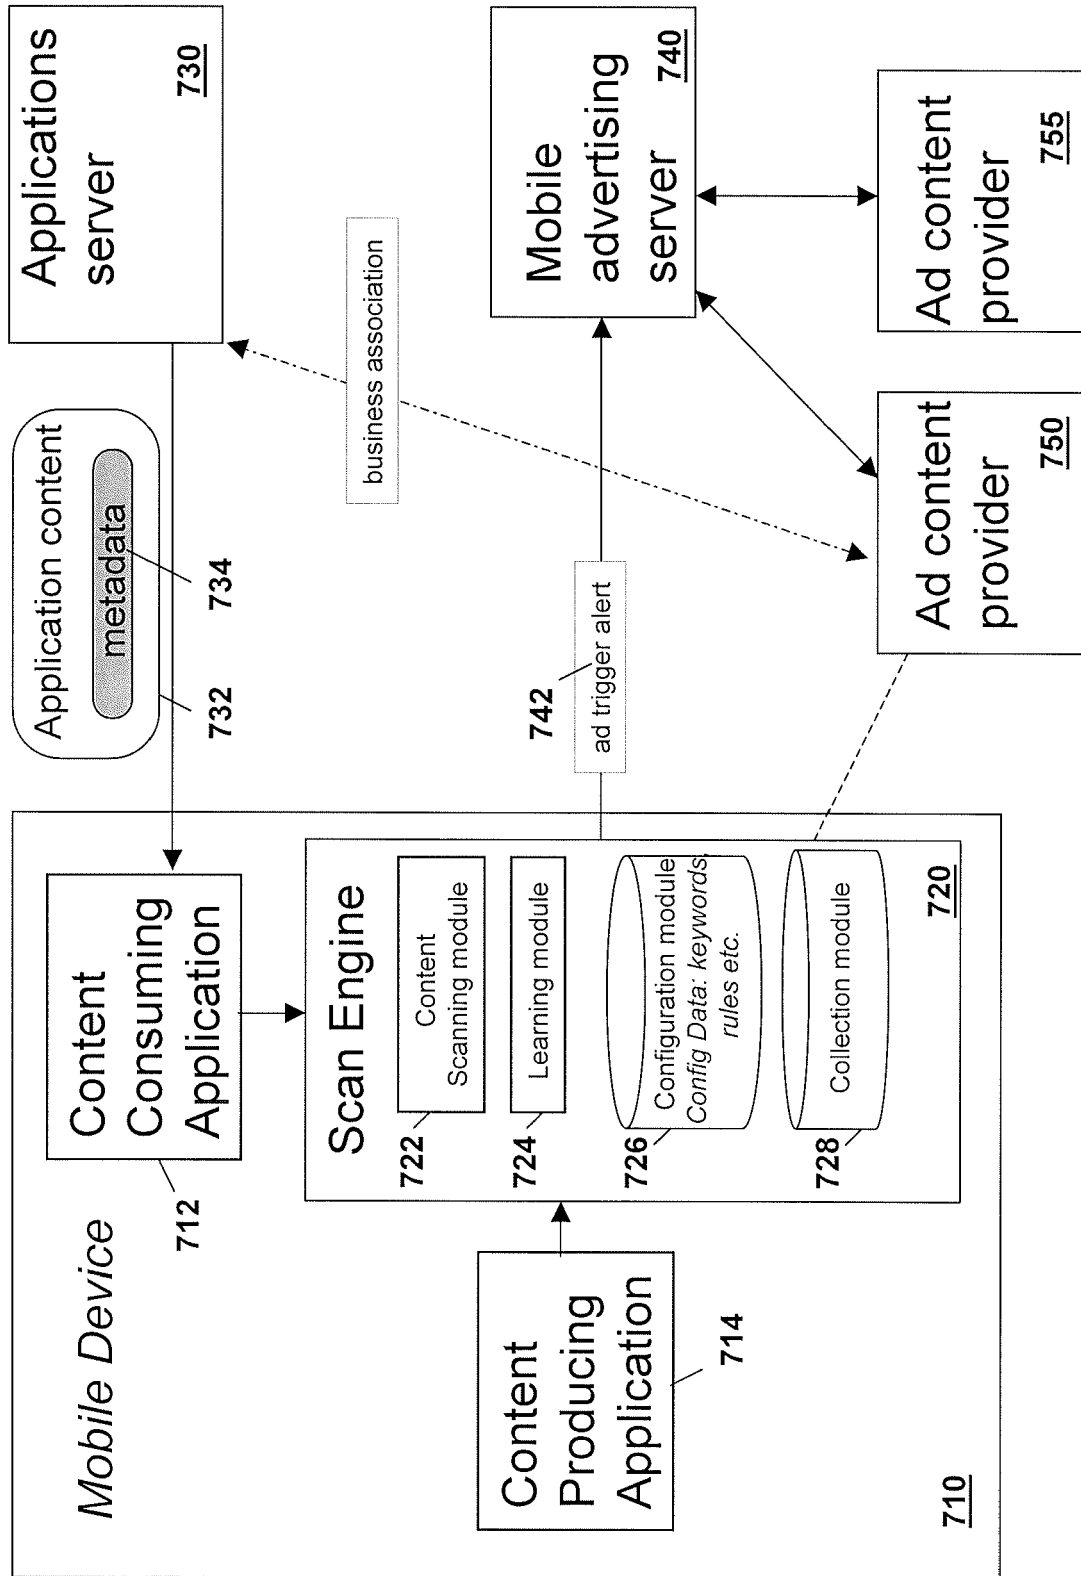 Mobile Device
Content
Consuming
Application
712
Application content
metadata
732
734
Applications
server
730
Scan Engine
722
Content
Scanning module
724
Learning module
726
Configuration module
Config Data: keywords,
rules etc.
728
Collection module
720
Content
Producing
Application
714
710
business association
742
ad trigger alert
Mobile
advertising
server
740
Ad content
provider
750
Ad content
provider
755